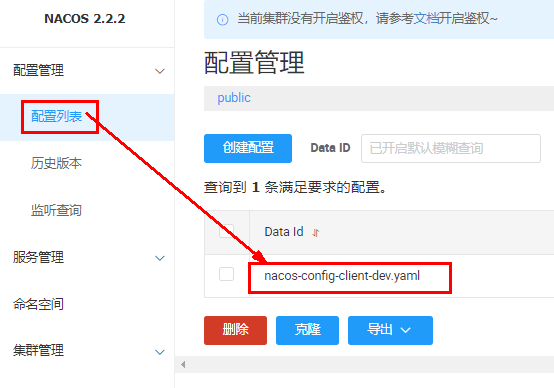 NACOS 2.2.2
配置管理
配置列表
历史版本
监听查询
服务管理
命名空间
集群管理
当前集群没有开启鉴权，请参考文档开启鉴权~
配置管理
public
创建配置 Data ID 已开启默认模糊查询
查询到 1 条满足要求的配置。
Data Id
nacos-config-client-dev.yaml
删除 克隆 导出